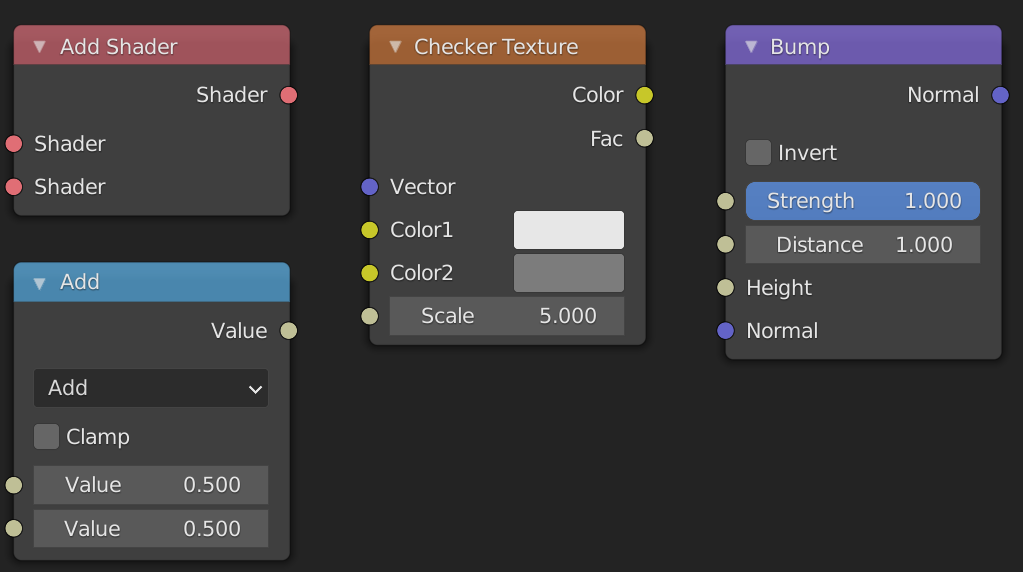 Add Shader
Shader
Shader
Shader
Add
Value
Add
Clamp
Value 0.500
Value 0.500
Checker Texture
Color
Fac
Vector
Color1
Color2
Scale 5.000
Bump
Normal
Invert
Strength 1.000
Distance 1.000
Height
Normal